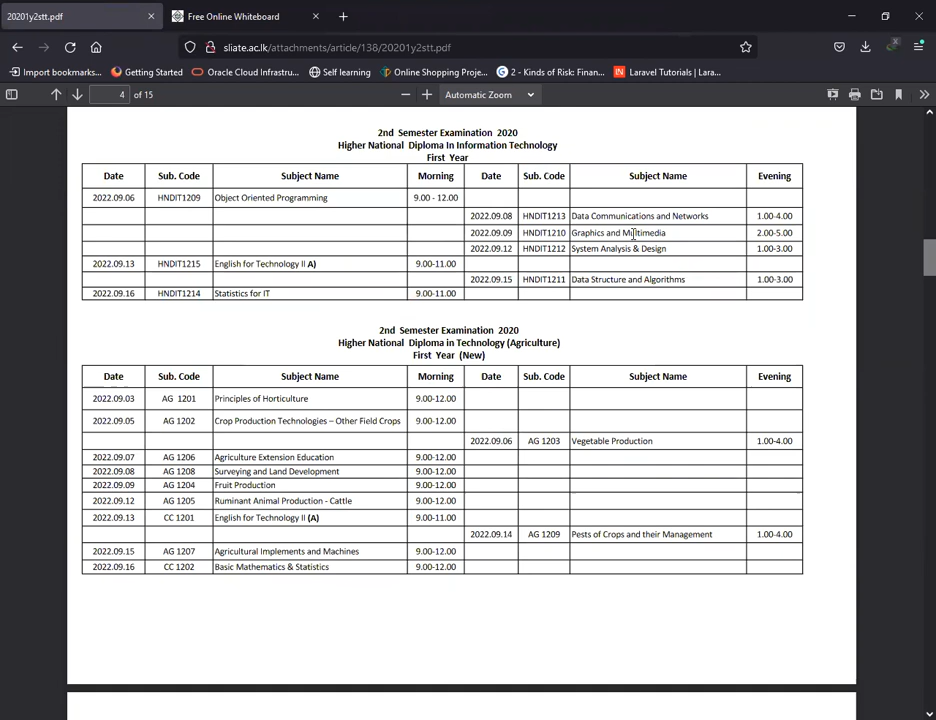 20201y2stt.pdf
Free Online Whiteboard
sliate.ac.lk/attachments/article/138/20201y2stt.pdf
Import bookmarks... Getting Started Oracle Cloud Infrastru... Self learning Online Shopping Proje... 2 - Kinds of Risk: Finan... Laravel Tutorials | Lara...
4 of 15 Automatic Zoom
2nd Semester Examination 2020
Higher National Diploma In Information Technology
First Year
Date Sub. Code Subject Name Morning Date Sub. Code Subject Name Evening
2022.09.06 HNDIT1209 Object Oriented Programming 9.00 - 12.00
2022.09.08 HNDIT1213 Data Communications and Networks 1.00-4.00
2022.09.09 HNDIT1210 Graphics and Multimedia 2.00-5.00
2022.09.12 HNDIT1212 System Analysis & Design 1.00-3.00
2022.09.13 HNDIT1215 English for Technology II A) 9.00-11.00
2022.09.15 HNDIT1211 Data Structure and Algorithms 1.00-3.00
2022.09.16 HNDIT1214 Statistics for IT 9.00-11.00
2nd Semester Examination 2020
Higher National Diploma in Technology (Agriculture)
First Year (New)
Date Sub. Code Subject Name Morning Date Sub. Code Subject Name Evening
2022.09.03 AG 1201 Principles of Horticulture 9.00-12.00
2022.09.05 AG 1202 Crop Production Technologies – Other Field Crops 9.00-12.00
2022.09.06 AG 1203 Vegetable Production 1.00-4.00
2022.09.07 AG 1206 Agriculture Extension Education 9.00-12.00
2022.09.08 AG 1208 Surveying and Land Development 9.00-12.00
2022.09.09 AG 1204 Fruit Production 9.00-12.00
2022.09.12 AG 1205 Ruminant Animal Production - Cattle 9.00-12.00
2022.09.13 CC 1201 English for Technology II (A) 9.00-11.00
2022.09.14 AG 1209 Pests of Crops and their Management 1.00-4.00
2022.09.15 AG 1207 Agricultural Implements and Machines 9.00-12.00
2022.09.16 CC 1202 Basic Mathematics & Statistics 9.00-12.00